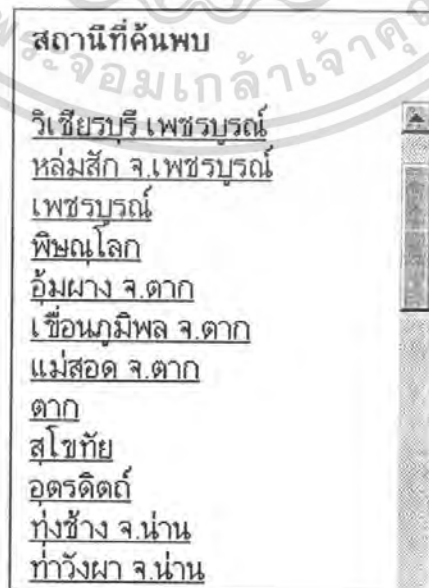 สถานีที่ค้นพบ
วิเชียรบุรี เพชรบูรณ์
หล่มสัก จ.เพชรบูรณ์
เพชรบูรณ์
พิษณุโลก
อุ้มผาง จ.ตาก
เขื่อนภูมิพล จ.ตาก
แม่สอด จ.ตาก
ตาก
สุโขทัย
อุตรดิตถ์
ทุ่งช้าง จ.น่าน
ท่าวังผา จ.น่าน